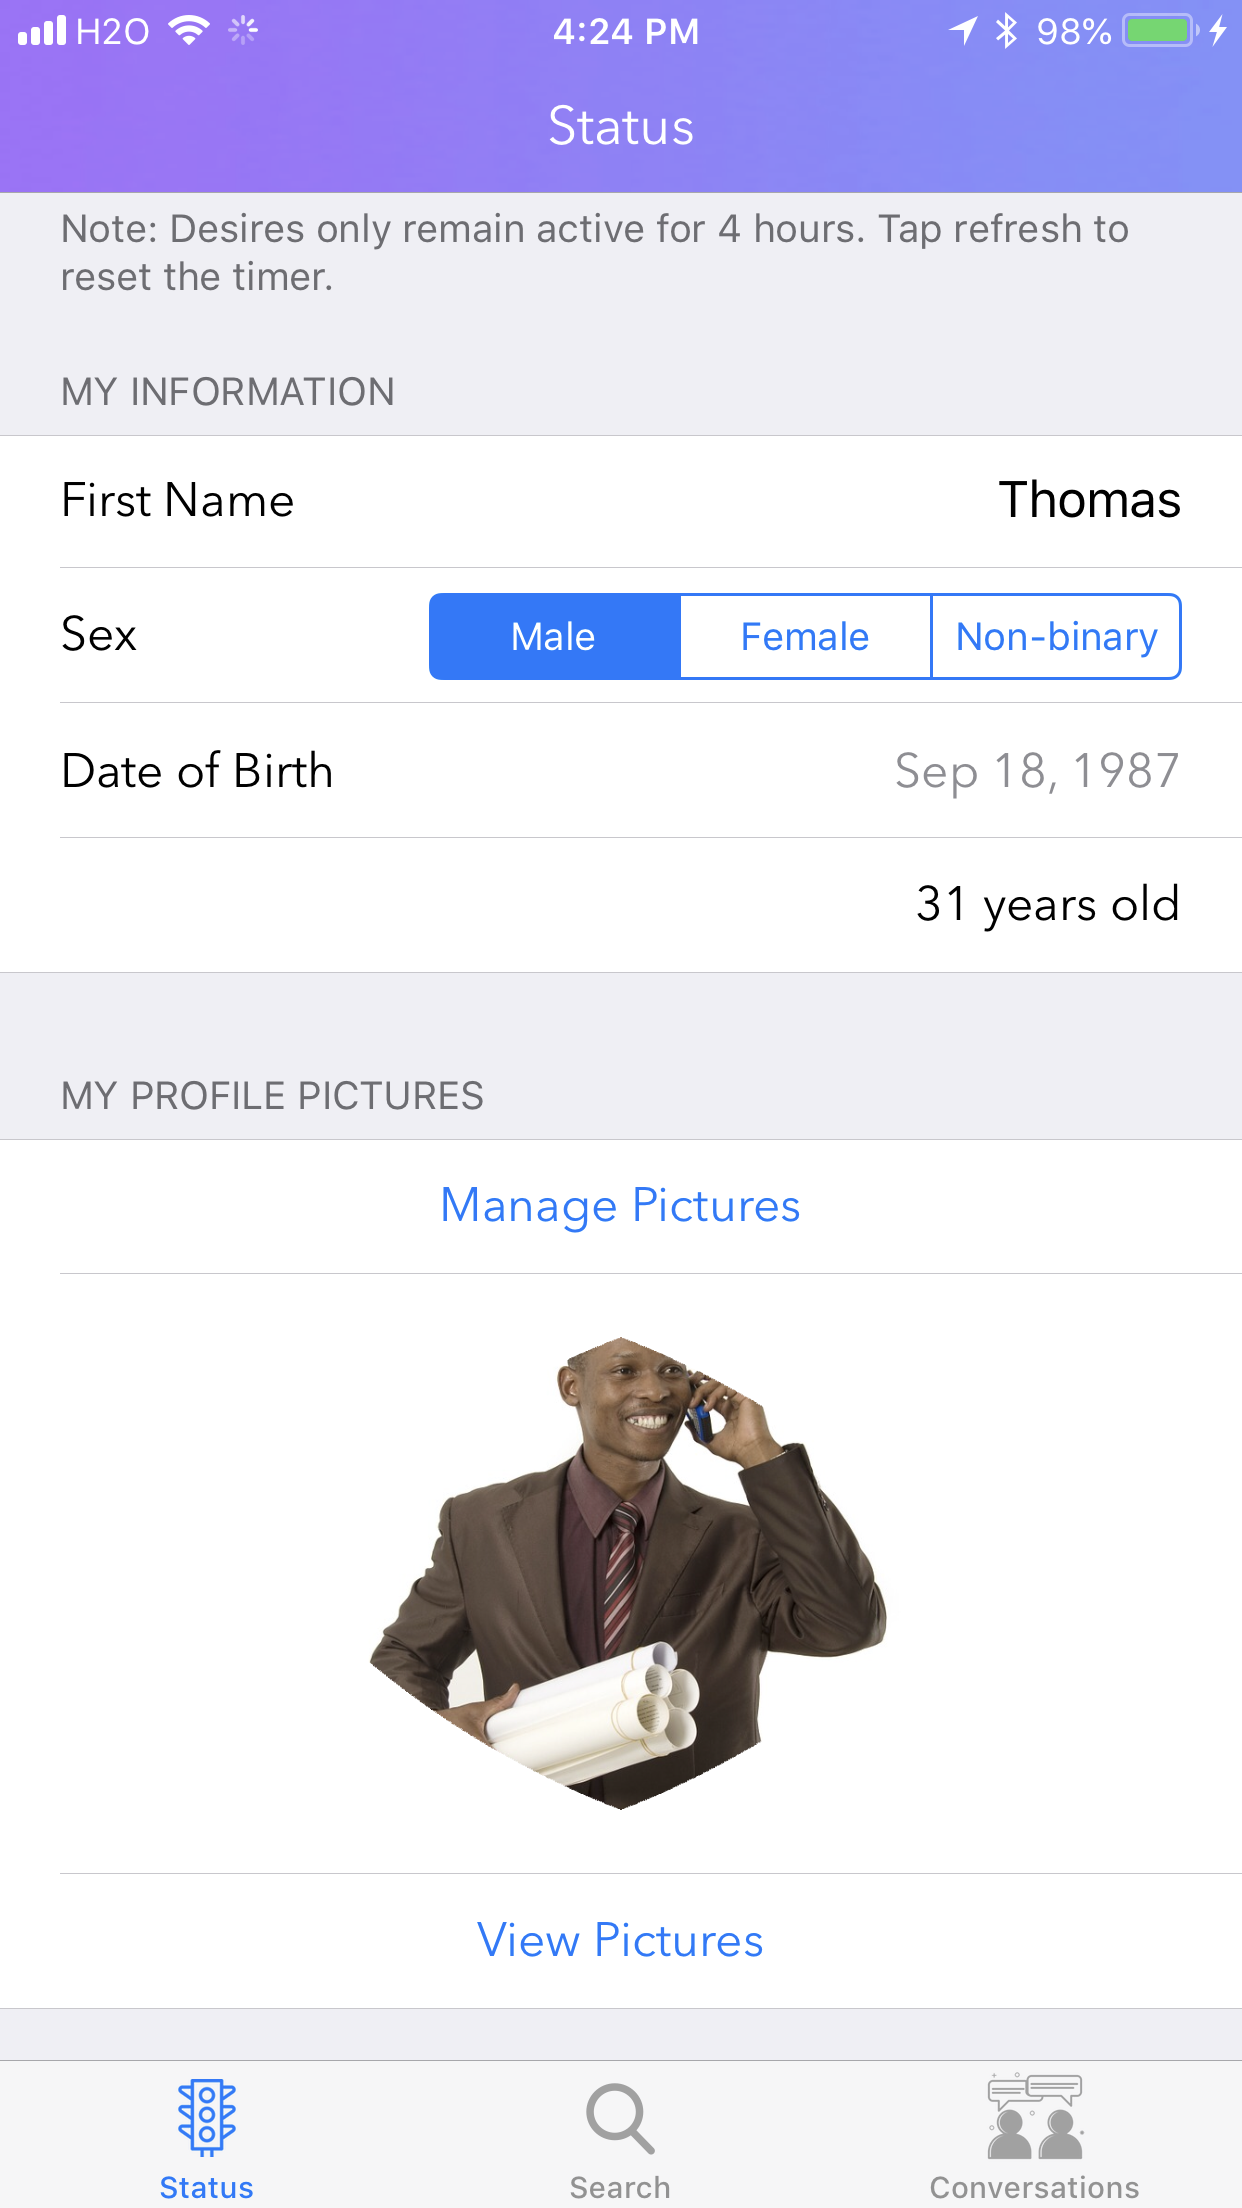 H2O 4:24 PM 98%
Status
Note: Desires only remain active for 4 hours. Tap refresh to
reset the timer.
MY INFORMATION
First Name Thomas
Sex Male Female Non-binary
Date of Birth Sep 18, 1987
31 years old
MY PROFILE PICTURES
Manage Pictures
View Pictures
Status Search Conversations